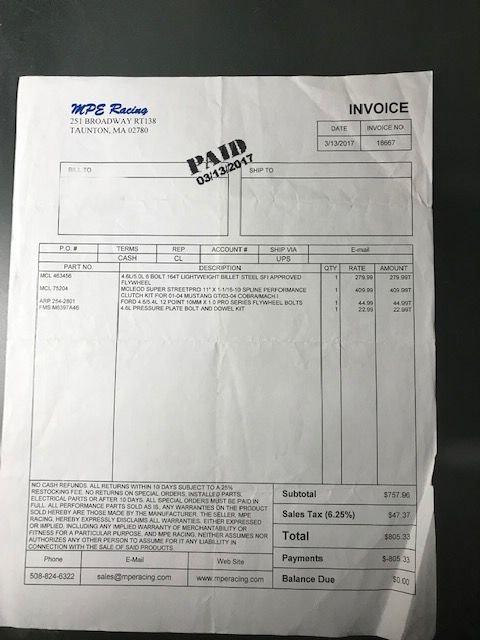 MPE Racing
251 BROADWAY RT138
TAUNTON, MA 02780
INVOICE
DATE INVOICE NO.
3/13/2017 18667
PAID
03/13/2017
BILL TO
SHIP TO
P.O. # TERMS REP ACCOUNT # SHIP VIA E-mail
CASH CL UPS
PART NO. DESCRIPTION QTY RATE AMOUNT
MCL 463456 4.6L/5.0L 8 BOLT 164T LIGHTWEIGHT BILLET STEEL SFI APPROVED 1 279.99 279.99T
FLYWHEEL
MCL 75204 MCLEOD SUPER STREETPRO 11" X 1-1/16-10 SPLINE PERFORMANCE 1 409.99 409.99T
CLUTCH KIT FOR 01-04 MUSTANG GT/03-04 COBRA/MACH I
ARP 254-2801 FORD 4.6/5.4L 12 POINT 10MM X 1.0 PRO SERIES FLYWHEEL BOLTS 1 44.99 44.99T
FMS M6397A46 4.6L PRESSURE PLATE BOLT AND DOWEL KIT 1 22.99 22.99T
NO CASH REFUNDS. ALL RETURNS WITHIN 10 DAYS SUBJECT TO A 25%
RESTOCKING FEE. NO RETURNS ON SPECIAL ORDERS, INSTALLED PARTS,
ELECTRICAL PARTS OR AFTER 10 DAYS. ALL SPECIAL ORDERS MUST BE PAID IN
FULL. ALL PERFORMANCE PARTS SOLD AS IS. ANY WARRANTIES ON THE PRODUCT
SOLD HEREBY ARE THOSE MADE BY THE MANUFACTURER. THE SELLER, MPE
RACING, HEREBY EXPRESSLY DISCLAIMS ALL WARRANTIES. EITHER EXPRESSED
OR IMPLIED, INCLUDING ANY IMPLIED WARRANTY OF MERCHANTABILITY OR
FITNESS FOR A PARTICULAR PURPOSE, AND MPE RACING, NEITHER ASSUMES NOR
AUTHORIZES ANY OTHER PERSON TO ASSUME FOR IT ANY LIABILLITY IN
CONNECTION WITH THE SALE OF SAID PRODUCTS.
Subtotal $757.96
Sales Tax (6.25%) $47.37
Total $805.33
Payments $-805.33
Balance Due $0.00
Phone E-Mail Web Site
508-824-6322 sales@mperacing.com www.mperacing.com